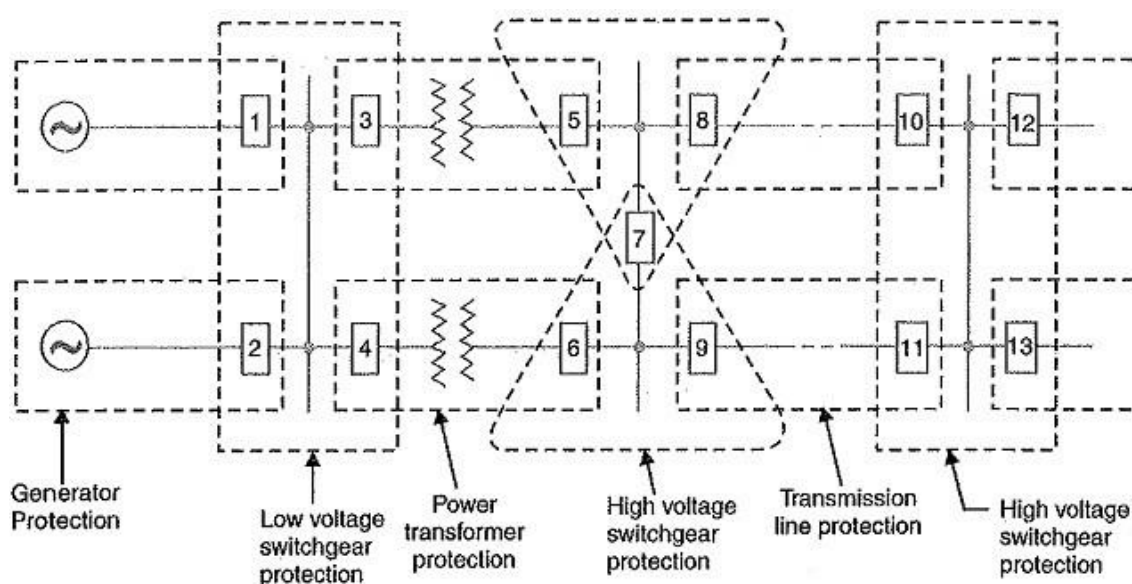 1
3
5
8
10
12
7
2
4
6
9
11
13
Generator
Protection
Low voltage
switchgear
protection
Power
transformer
protection
High voltage
switchgear
protection
Transmission
line protection
High voltage
switchgear
protection